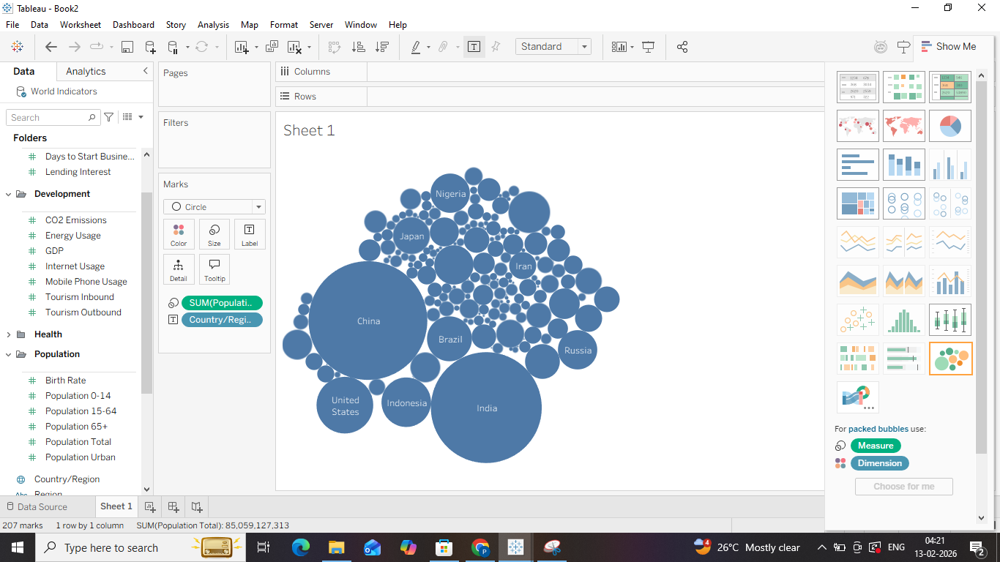 Tableau - Book2
File Data Worksheet Dashboard Story Analysis Map Format Server Window Help
Standard
Show Me
Data Analytics
World Indicators
Search
Folders
Days to Start Busine...
Lending Interest
Development
CO2 Emissions
Energy Usage
GDP
Internet Usage
Mobile Phone Usage
Tourism Inbound
Tourism Outbound
Health
Population
Birth Rate
Population 0-14
Population 15-64
Population 65+
Population Total
Population Urban
Country/Region
Abc Region
Pages
Filters
Marks
Circle
Color Size Label
Detail Tooltip
SUM(Populati..
Country/Regi..
Columns
Rows
Sheet 1
Nigeria
Japan
Iran
China
Brazil
Russia
United
States
Indonesia
India
For packed bubbles use:
Measure
Dimension
Choose for me
Data Source Sheet 1
207 marks 1 row by 1 column SUM(Population Total): 85,059,127,313
Type here to search
4
26°C Mostly clear
ENG
04:21
13-02-2026
2